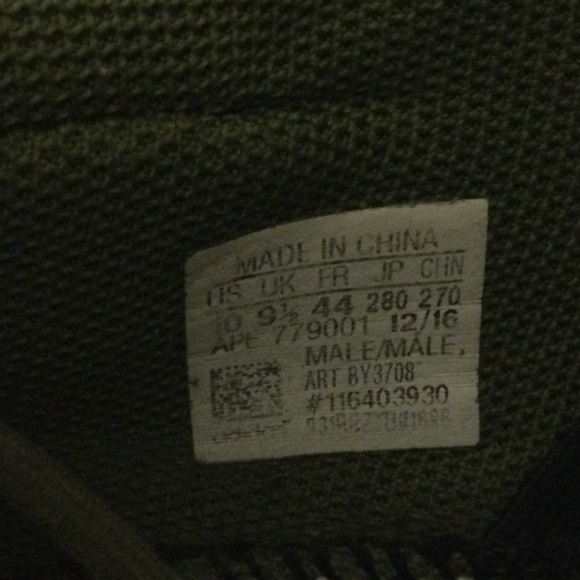 MADE IN CHINA
US UK FR JP CHN
10 9½ 44 280 270
APE 779001 12/16
MALE/MÂLE.
ART BY3708
#116403930